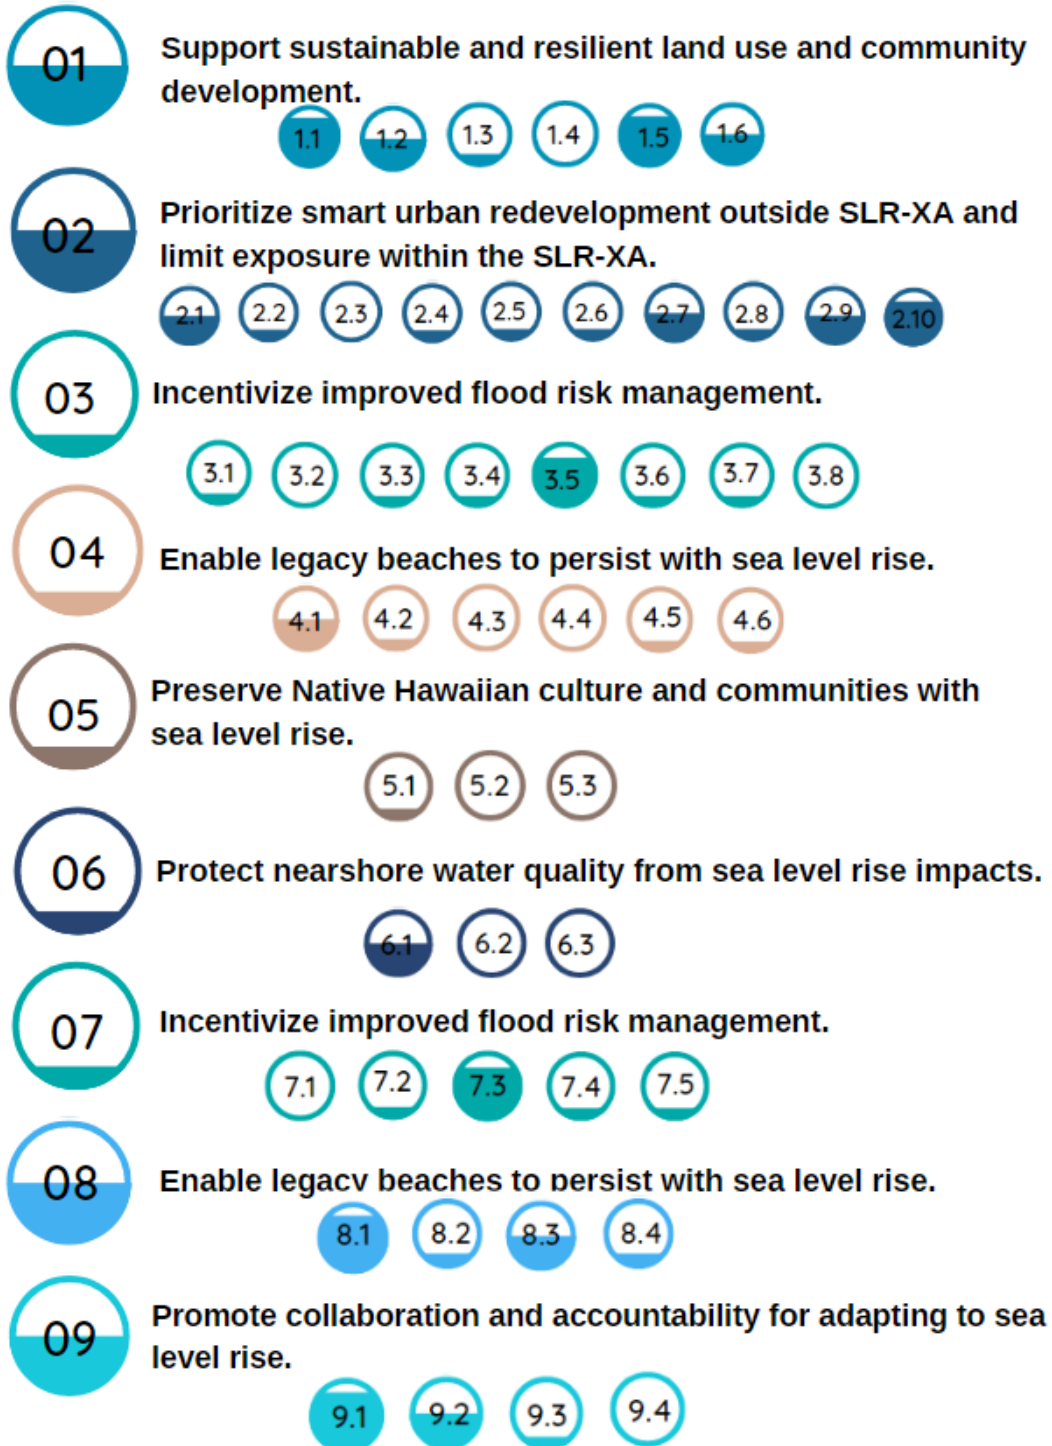 01
Support sustainable and resilient land use and community
development.
1.1 1.2 1.3 1.4 1.5 1.6
02
Prioritize smart urban redevelopment outside SLR-XA and
limit exposure within the SLR-XA.
2.1 2.2 2.3 2.4 2.5 2.6 2.7 2.8 2.9 2.10
03
Incentivize improved flood risk management.
3.1 3.2 3.3 3.4 3.5 3.6 3.7 3.8
04
Enable legacy beaches to persist with sea level rise.
4.1 4.2 4.3 4.4 4.5 4.6
05
Preserve Native Hawaiian culture and communities with
sea level rise.
5.1 5.2 5.3
06
Protect nearshore water quality from sea level rise impacts.
6.1 6.2 6.3
07
Incentivize improved flood risk management.
7.1 7.2 7.3 7.4 7.5
08
Enable legacy beaches to persist with sea level rise.
8.1 8.2 8.3 8.4
09
Promote collaboration and accountability for adapting to sea
level rise.
9.1 9.2 9.3 9.4